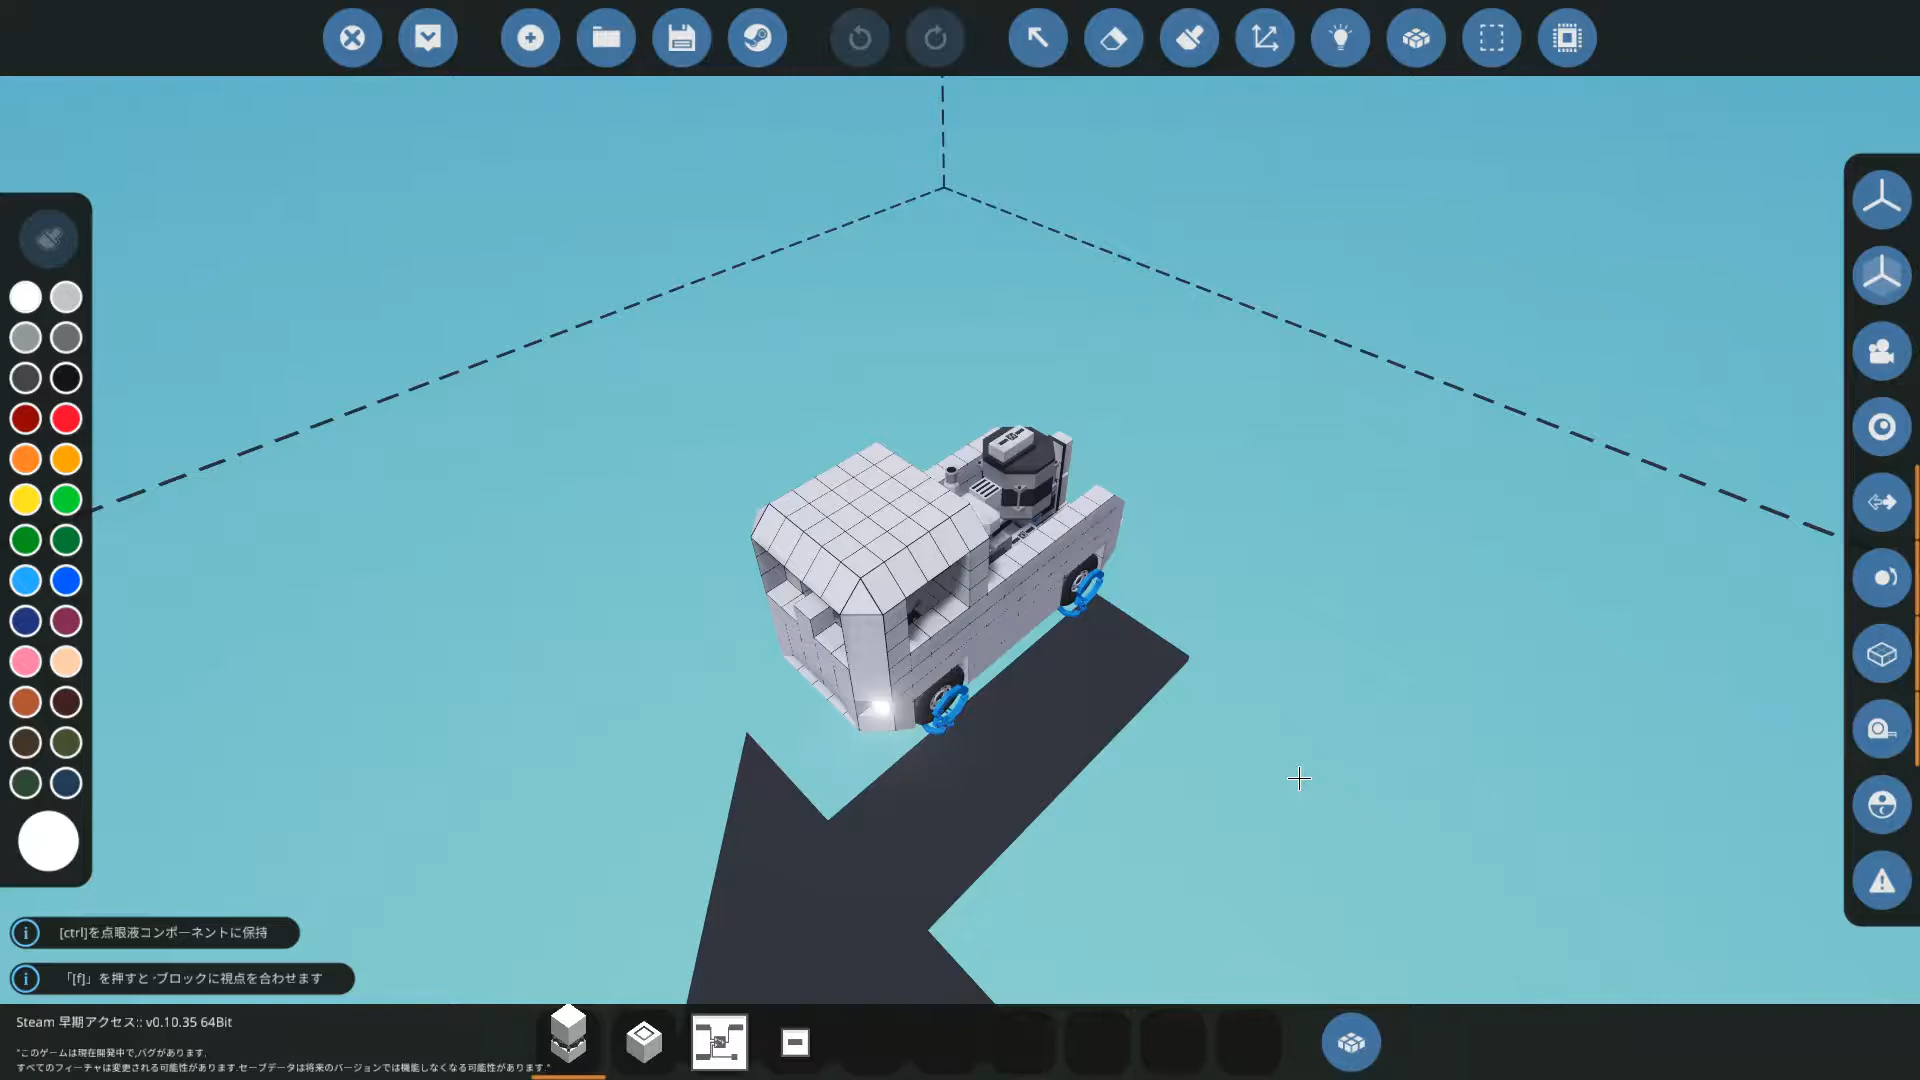 [ctrl]を点眼液コンポーネントに保持
「[f]」を押すと・ブロックに視点を合わせます
Steam 早期アクセス:: v0.10.35 64Bit
"このゲームは現在開発中で,バグがあります.
すべてのフィーチャは変更される可能性があります.セーブデータは将来のバージョンでは機能しなくなる可能性があります."